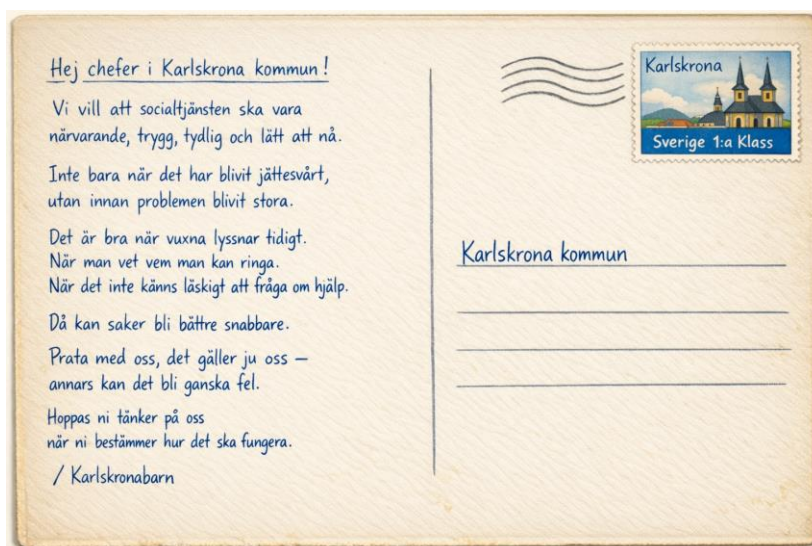 Hej chefer i Karlskrona kommun!
Vi vill att socialtjänsten ska vara
närvarande, trygg, tydlig och lätt att nå.
Inte bara när det har blivit jättesvårt,
utan innan problemen blivit stora.
Det är bra när vuxna lyssnar tidigt.
När man vet vem man kan ringa.
När det inte känns läskigt att fråga om hjälp.
Då kan saker bli bättre snabbare.
Prata med oss, det gäller ju oss –
annars kan det bli ganska fel.
Hoppas ni tänker på oss
när ni bestämmer hur det ska fungera.
/ Karlskronabarn
Karlskrona
Sverige 1:a Klass
Karlskrona kommun